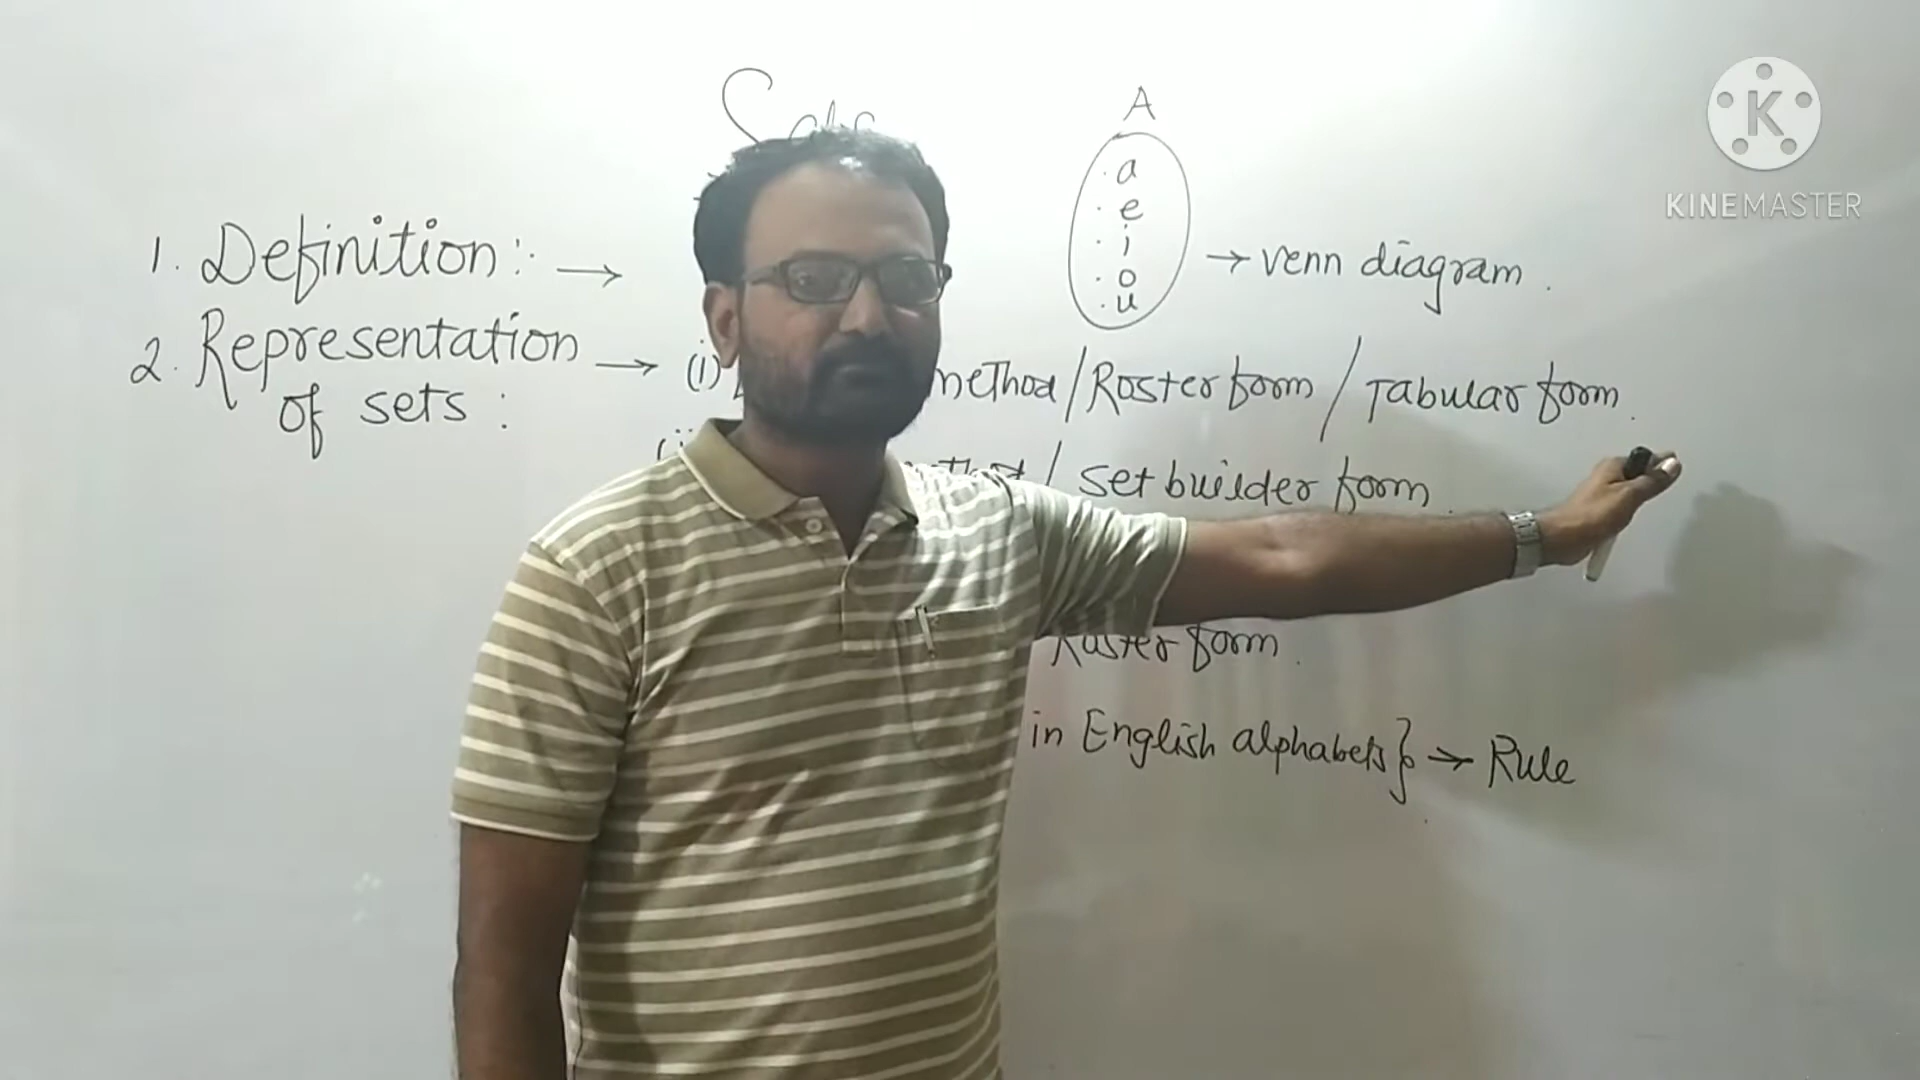 Sets
A
a
e
i
o
u
→ venn diagram.
1. Definition: →
2. Representation of sets: → (i) method / Roster form / Tabular form.
/ set builder form.
Roster form.
in English alphabets} → Rule
K
KINEMASTER